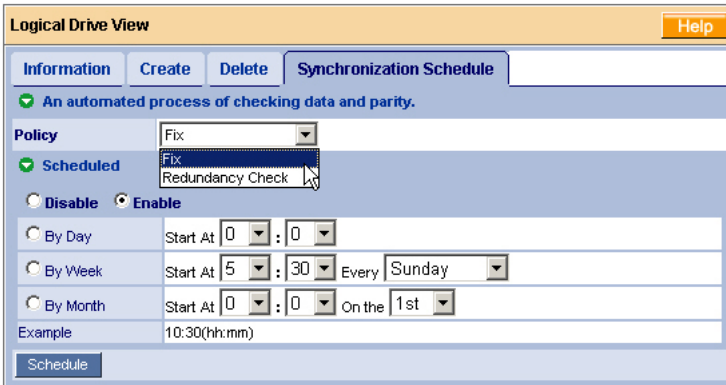 Logical Drive View Help
Information Create Delete Synchronization Schedule
An automated process of checking data and parity.
Policy Fix
Fix
Scheduled
Redundancy Check
Disable Enable
By Day Start At 0 : 0
By Week Start At 5 : 30 Every Sunday
By Month Start At 0 : 0 On the 1st
Example 10:30(hh:mm)
Schedule